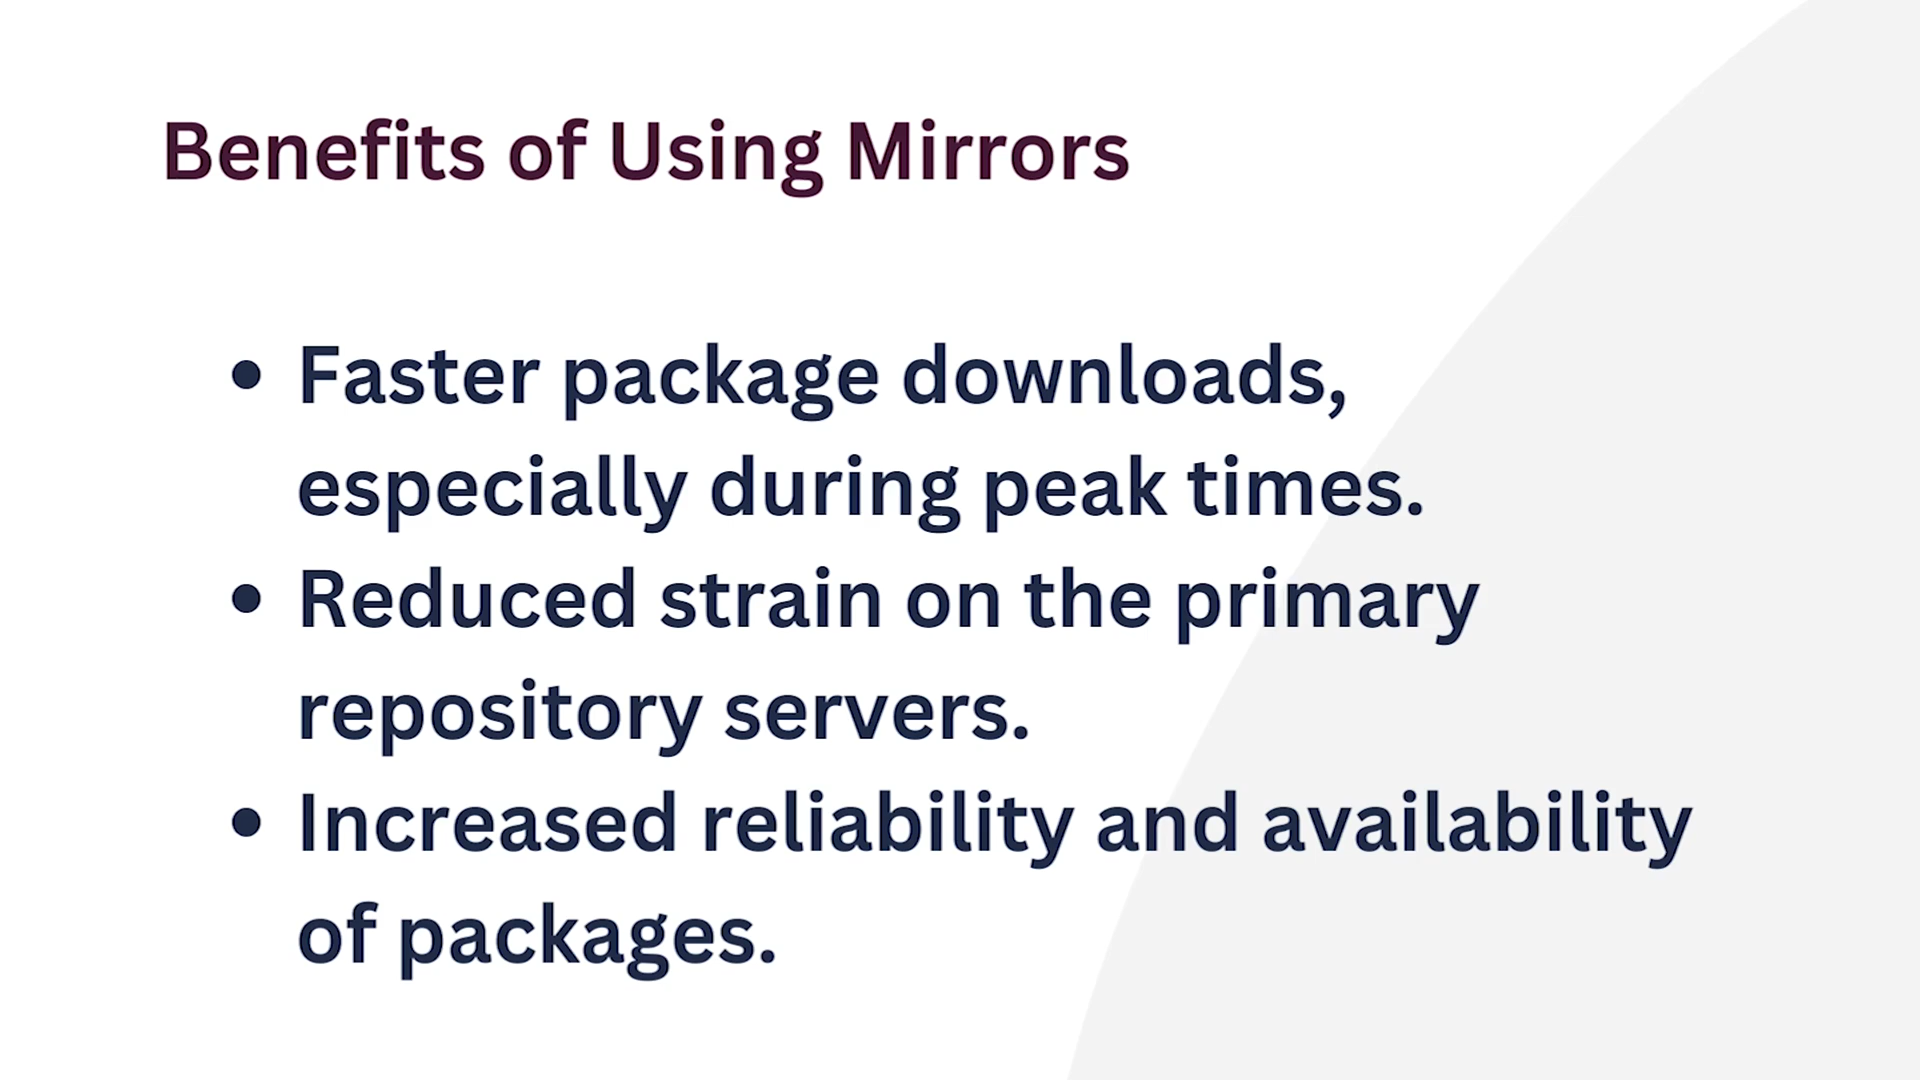 Benefits of Using Mirrors
• Faster package downloads,
especially during peak times.
• Reduced strain on the primary
repository servers.
• Increased reliability and availability
of packages.